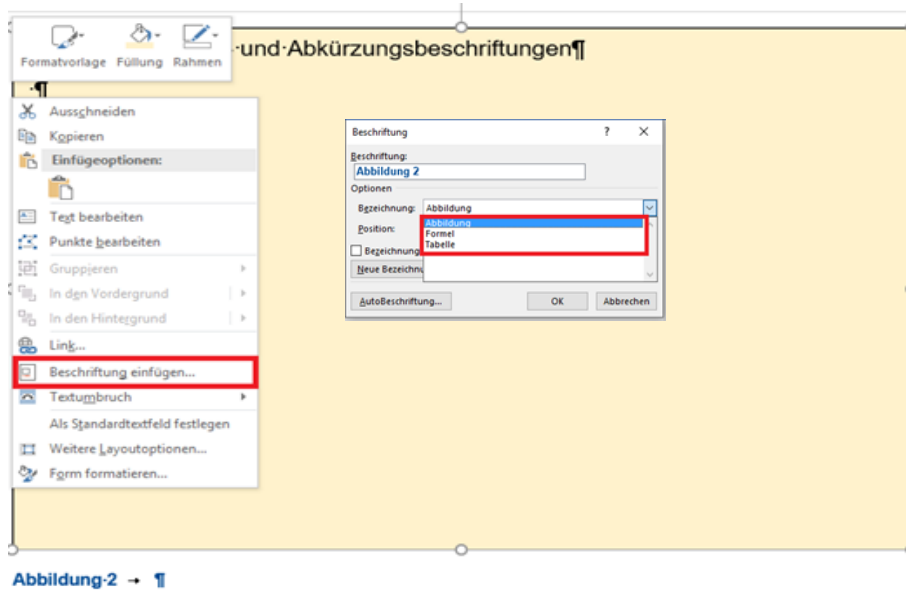 Formatvorlage Füllung Rahmen
·und·Abkürzungsbeschriftungen¶
·¶
Ausschneiden
Kopieren
Einfügeoptionen:
Text bearbeiten
Punkte bearbeiten
Gruppieren
In den Vordergrund
In den Hintergrund
Link...
Beschriftung einfügen...
Textumbruch
Als Standardtextfeld festlegen
Weitere Layoutoptionen...
Form formatieren...
Beschriftung ? X
Beschriftung:
Abbildung 2
Optionen
Bezeichnung: Abbildung
Abbildung
Position:
Formel
Tabelle
Bezeichnung
Neue Bezeichnu
AutoBeschriftung... OK Abbrechen
Abbildung·2 → ¶